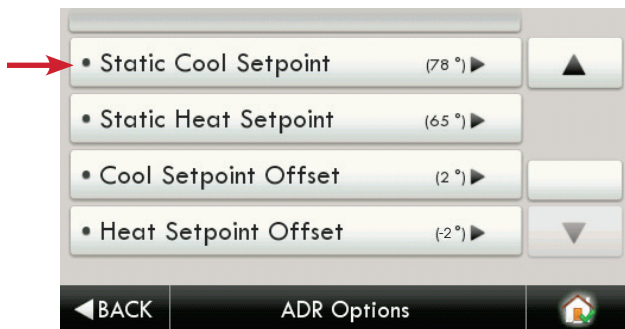 • Static Cool Setpoint (78 °)▶
• Static Heat Setpoint (65 °)▶
• Cool Setpoint Offset (2 °)▶
• Heat Setpoint Offset (-2 °)▶
◀BACK ADR Options